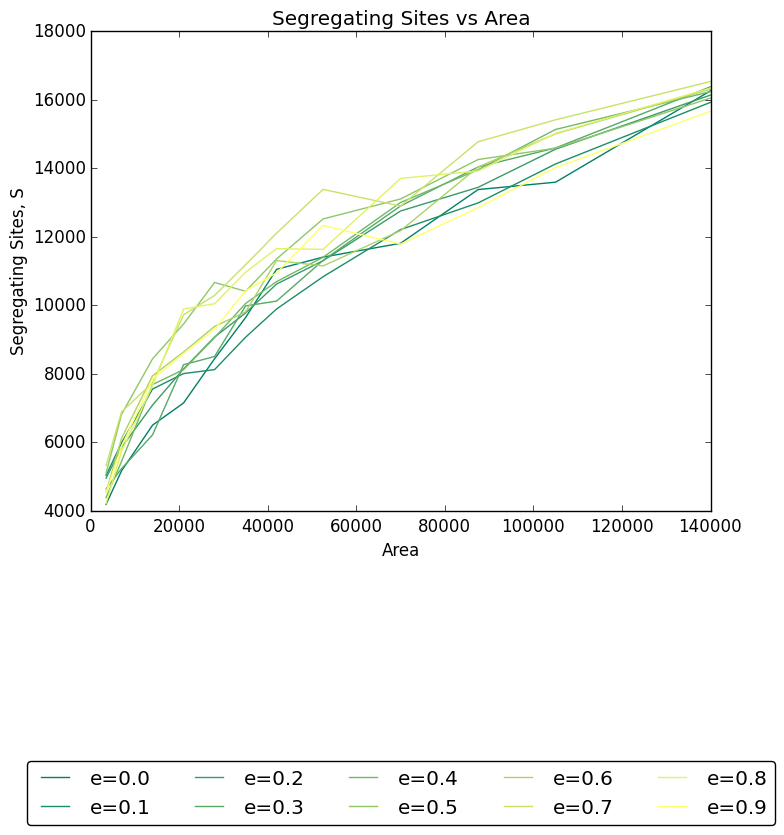 Segregating Sites vs Area
18000
16000
14000
12000
10000
8000
6000
4000
Segregating Sites, S
0 20000 40000 60000 80000 100000 120000 140000
Area
e=0.0 e=0.2 e=0.4 e=0.6 e=0.8
e=0.1 e=0.3 e=0.5 e=0.7 e=0.9